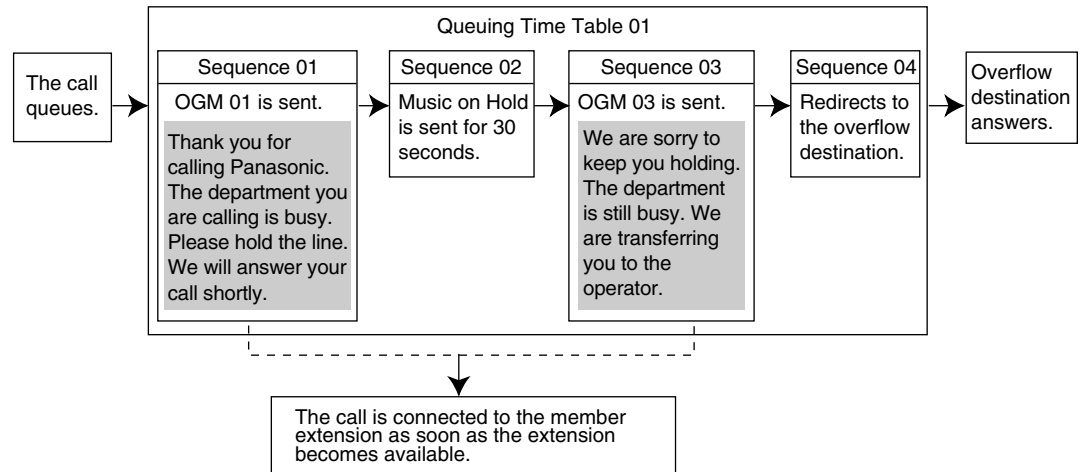 Queuing Time Table 01
The call
queues.
Sequence 01
OGM 01 is sent.
Thank you for
calling Panasonic.
The department you
are calling is busy.
Please hold the line.
We will answer your
call shortly.
Sequence 02
Music on Hold
is sent for 30
seconds.
Sequence 03
OGM 03 is sent.
We are sorry to
keep you holding.
The department
is still busy. We
are transferring
you to the
operator.
Sequence 04
Redirects to
the overflow
destination.
Overflow
destination
answers.
The call is connected to the member
extension as soon as the extension
becomes available.